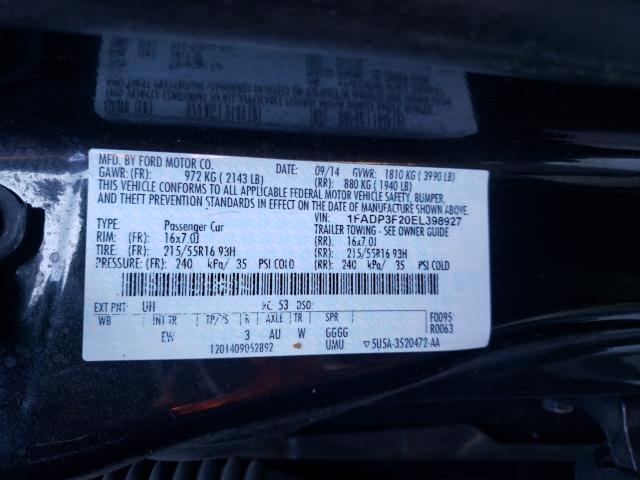 MFD. BY FORD MOTOR CO.
DATE: 09/14 GVWR: 1810 KG ( 3990 LB)
GAWR: (FR): 972 KG ( 2143 LB) (RR): 880 KG ( 1940 LB)
THIS VEHICLE CONFORMS TO ALL APPLICABLE FEDERAL MOTOR VEHICLE SAFETY, BUMPER,
AND THEFT PREVENTION STANDARDS IN EFFECT ON THE DATE OF MANUFACTURE SHOWN ABOVE.
VIN: 1FADP3F20EL398927
TYPE: Passenger Car TRAILER TOWING - SEE OWNER GUIDE
RIM: (FR): 16x7.0J (RR): 16x7.0J
TIRE: (FR): 215/55R16 93H (RR): 215/55R16 93H
PRESSURE: (FR): 240 kPa/ 35 PSI COLD (RR): 240 kPa/ 35 PSI COLD
EXT PNT: UH RC: 53 DSO: F0095
WB INT TR TP/PS R AXLE TR SPR R0063
EW 3 AU W GGGG
1201409052892 UMU ▽ 5U5A-3520472-AA